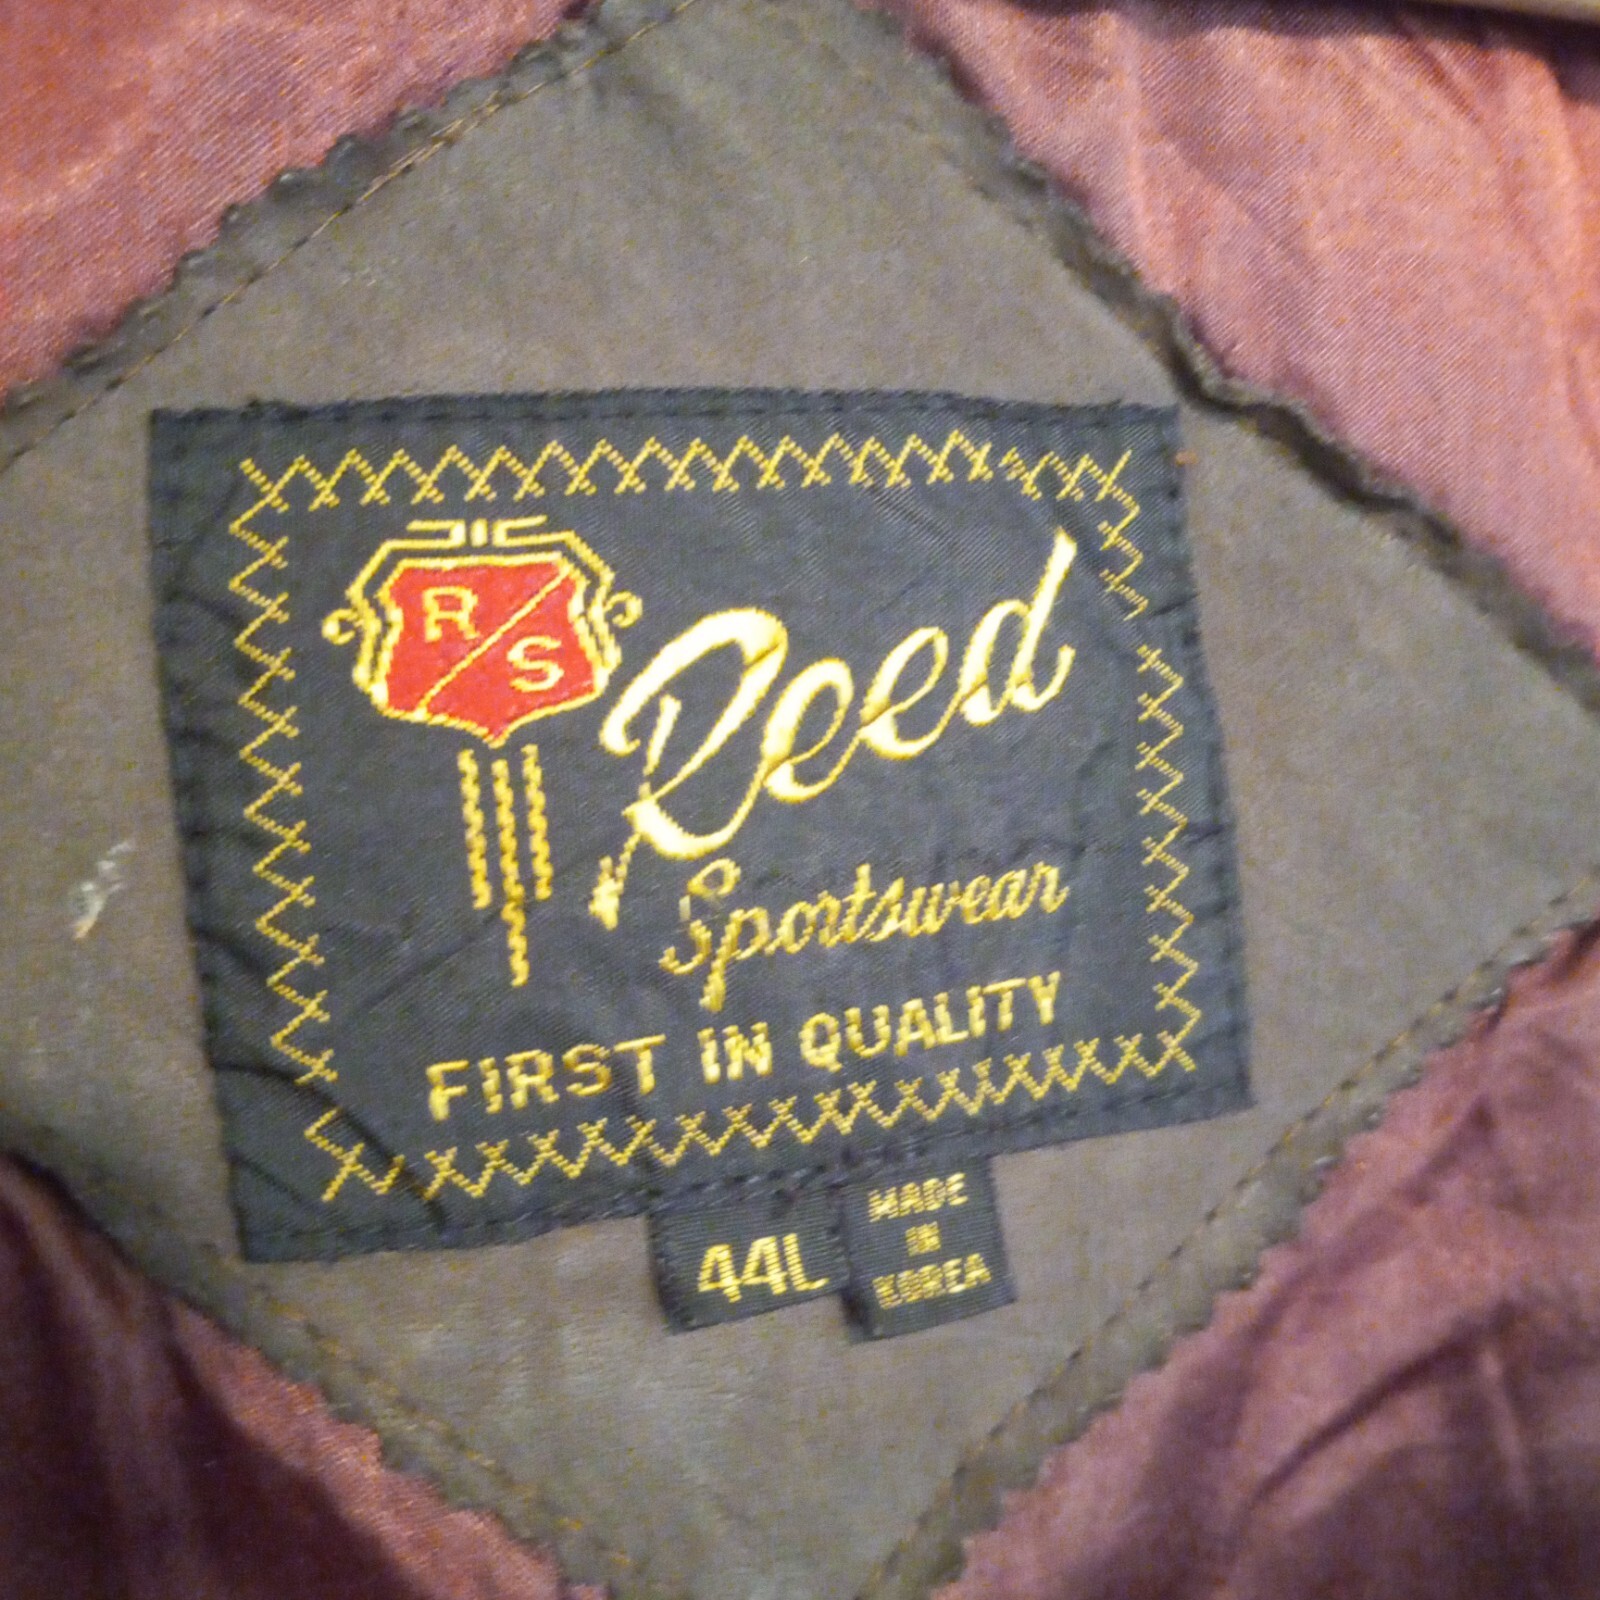 R S
Reed
Sportswear
FIRST IN QUALITY
44L
MADE
IN
KOREA